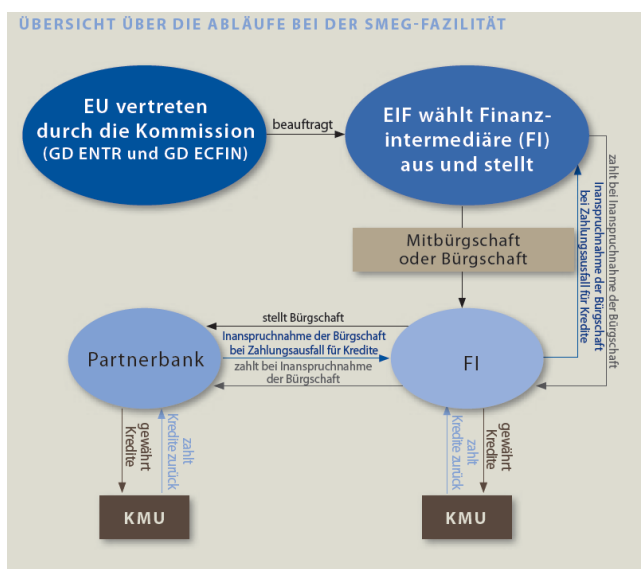 ÜBERSICHT ÜBER DIE ABLÄUFE BEI DER SMEG-FAZILITÄT
EU vertreten
durch die Kommission
(GD ENTR und GD ECFIN)
beauftragt
EIF wählt Finanz-
intermediäre (FI)
aus und stellt
zahlt bei Inanspruchnahme der Bürgschaft
Inanspruchnahme der Bürgschaft
bei Zahlungsausfall für Kredite
Mitbürgschaft
oder Bürgschaft
stellt Bürgschaft
Inanspruchnahme der Bürgschaft
bei Zahlungsausfall für Kredite
zahlt bei Inanspruchnahme
der Bürgschaft
Partnerbank
FI
gewährt
Kredite
zahlt
Kredite zurück
zahlt
Kredite zurück
gewährt
Kredite
KMU
KMU